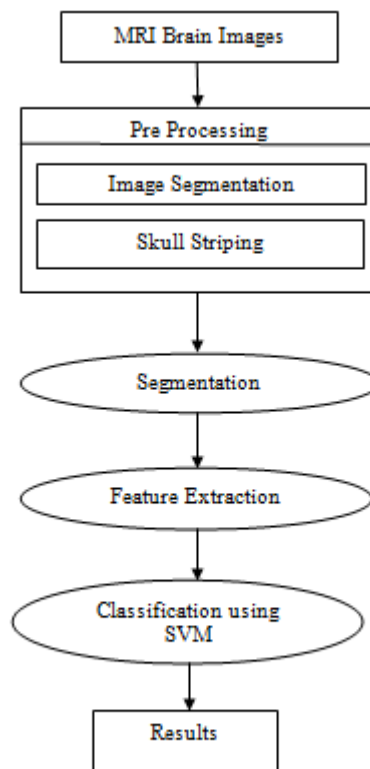 MRI Brain Images
Pre Processing
Image Segmentation
Skull Striping
Segmentation
Feature Extraction
Classification using
SVM
Results